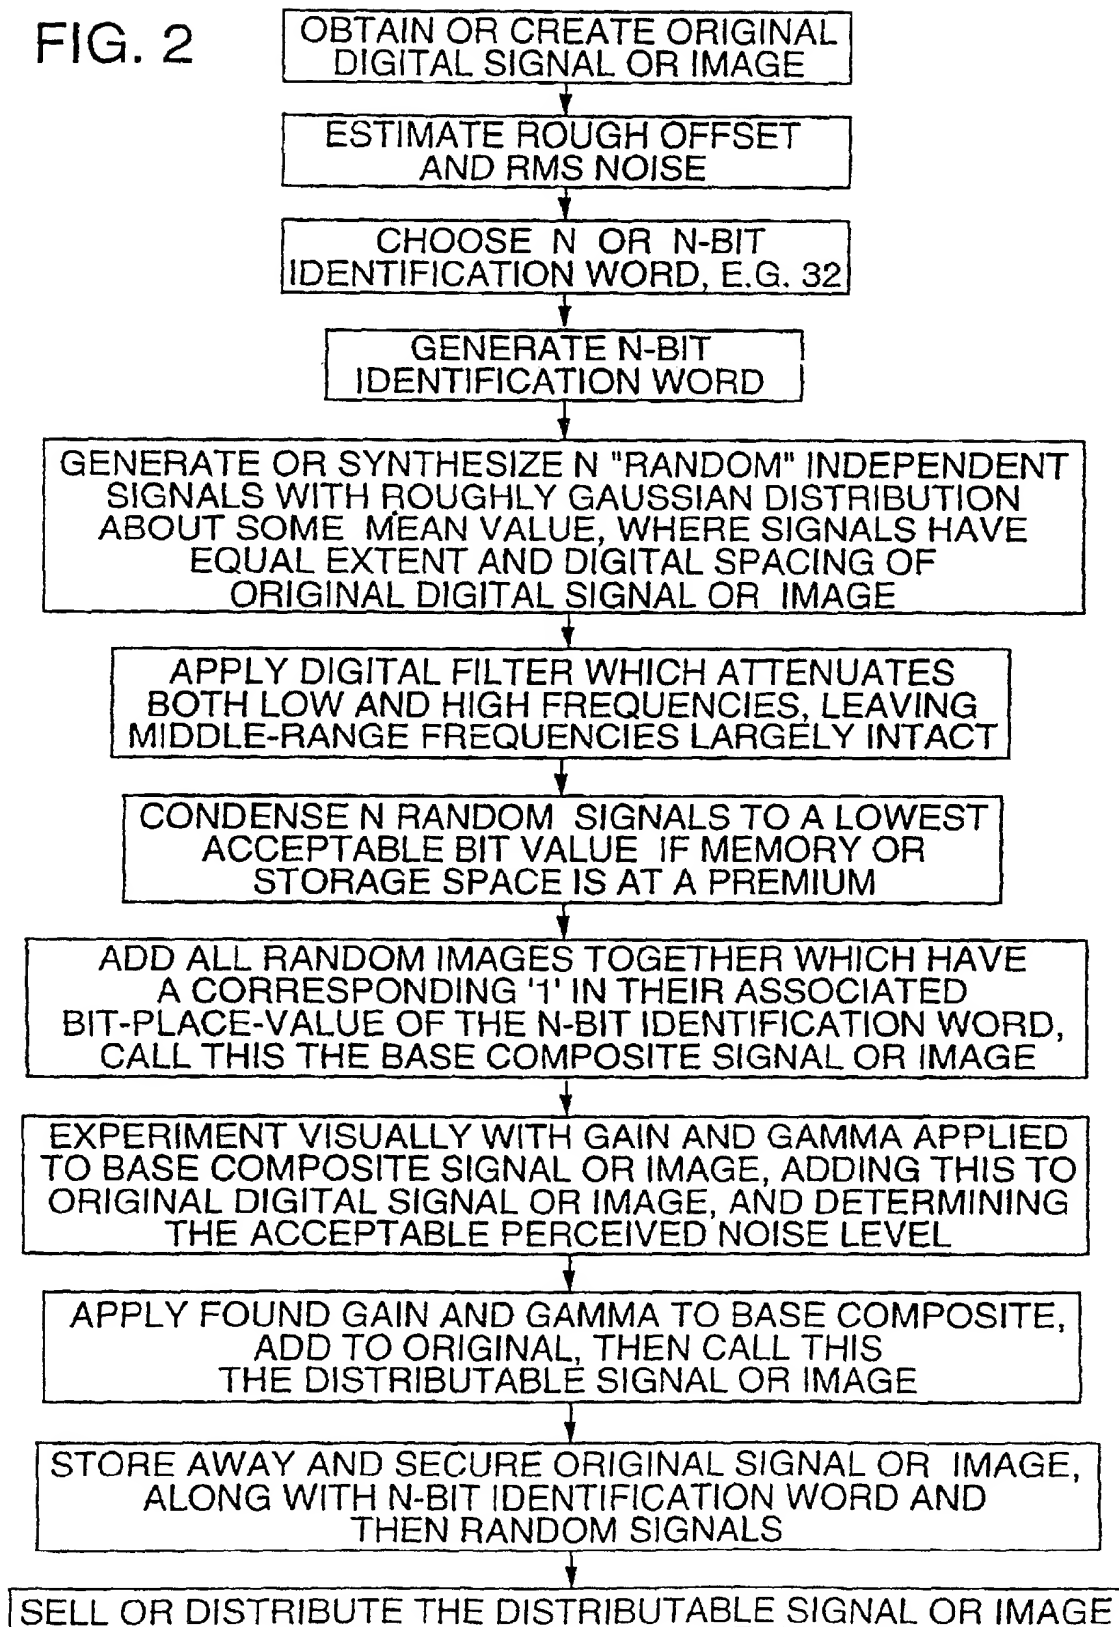 FIG. 2
OBTAIN OR CREATE ORIGINAL
DIGITAL SIGNAL OR IMAGE
ESTIMATE ROUGH OFFSET
AND RMS NOISE
CHOOSE N OR N-BIT
IDENTIFICATION WORD, E.G. 32
GENERATE N-BIT
IDENTIFICATION WORD
GENERATE OR SYNTHESIZE N "RANDOM" INDEPENDENT
SIGNALS WITH ROUGHLY GAUSSIAN DISTRIBUTION
ABOUT SOME MEAN VALUE, WHERE SIGNALS HAVE
EQUAL EXTENT AND DIGITAL SPACING OF
ORIGINAL DIGITAL SIGNAL OR IMAGE
APPLY DIGITAL FILTER WHICH ATTENUATES
BOTH LOW AND HIGH FREQUENCIES, LEAVING
MIDDLE-RANGE FREQUENCIES LARGELY INTACT
CONDENSE N RANDOM SIGNALS TO A LOWEST
ACCEPTABLE BIT VALUE IF MEMORY OR
STORAGE SPACE IS AT A PREMIUM
ADD ALL RANDOM IMAGES TOGETHER WHICH HAVE
A CORRESPONDING '1' IN THEIR ASSOCIATED
BIT-PLACE-VALUE OF THE N-BIT IDENTIFICATION WORD,
CALL THIS THE BASE COMPOSITE SIGNAL OR IMAGE
EXPERIMENT VISUALLY WITH GAIN AND GAMMA APPLIED
TO BASE COMPOSITE SIGNAL OR IMAGE, ADDING THIS TO
ORIGINAL DIGITAL SIGNAL OR IMAGE, AND DETERMINING
THE ACCEPTABLE PERCEIVED NOISE LEVEL
APPLY FOUND GAIN AND GAMMA TO BASE COMPOSITE,
ADD TO ORIGINAL, THEN CALL THIS
THE DISTRIBUTABLE SIGNAL OR IMAGE
STORE AWAY AND SECURE ORIGINAL SIGNAL OR IMAGE,
ALONG WITH N-BIT IDENTIFICATION WORD AND
THEN RANDOM SIGNALS
SELL OR DISTRIBUTE THE DISTRIBUTABLE SIGNAL OR IMAGE